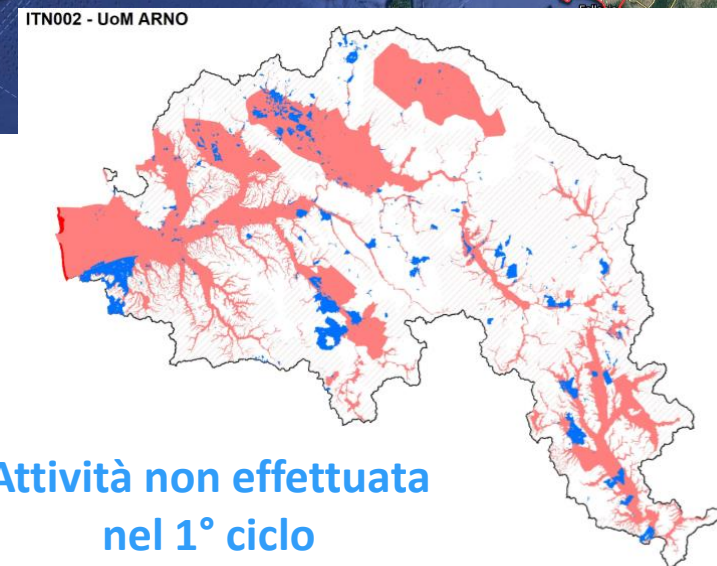 ITN002 - UoM ARNO
Attività non effettuata
nel 1° ciclo